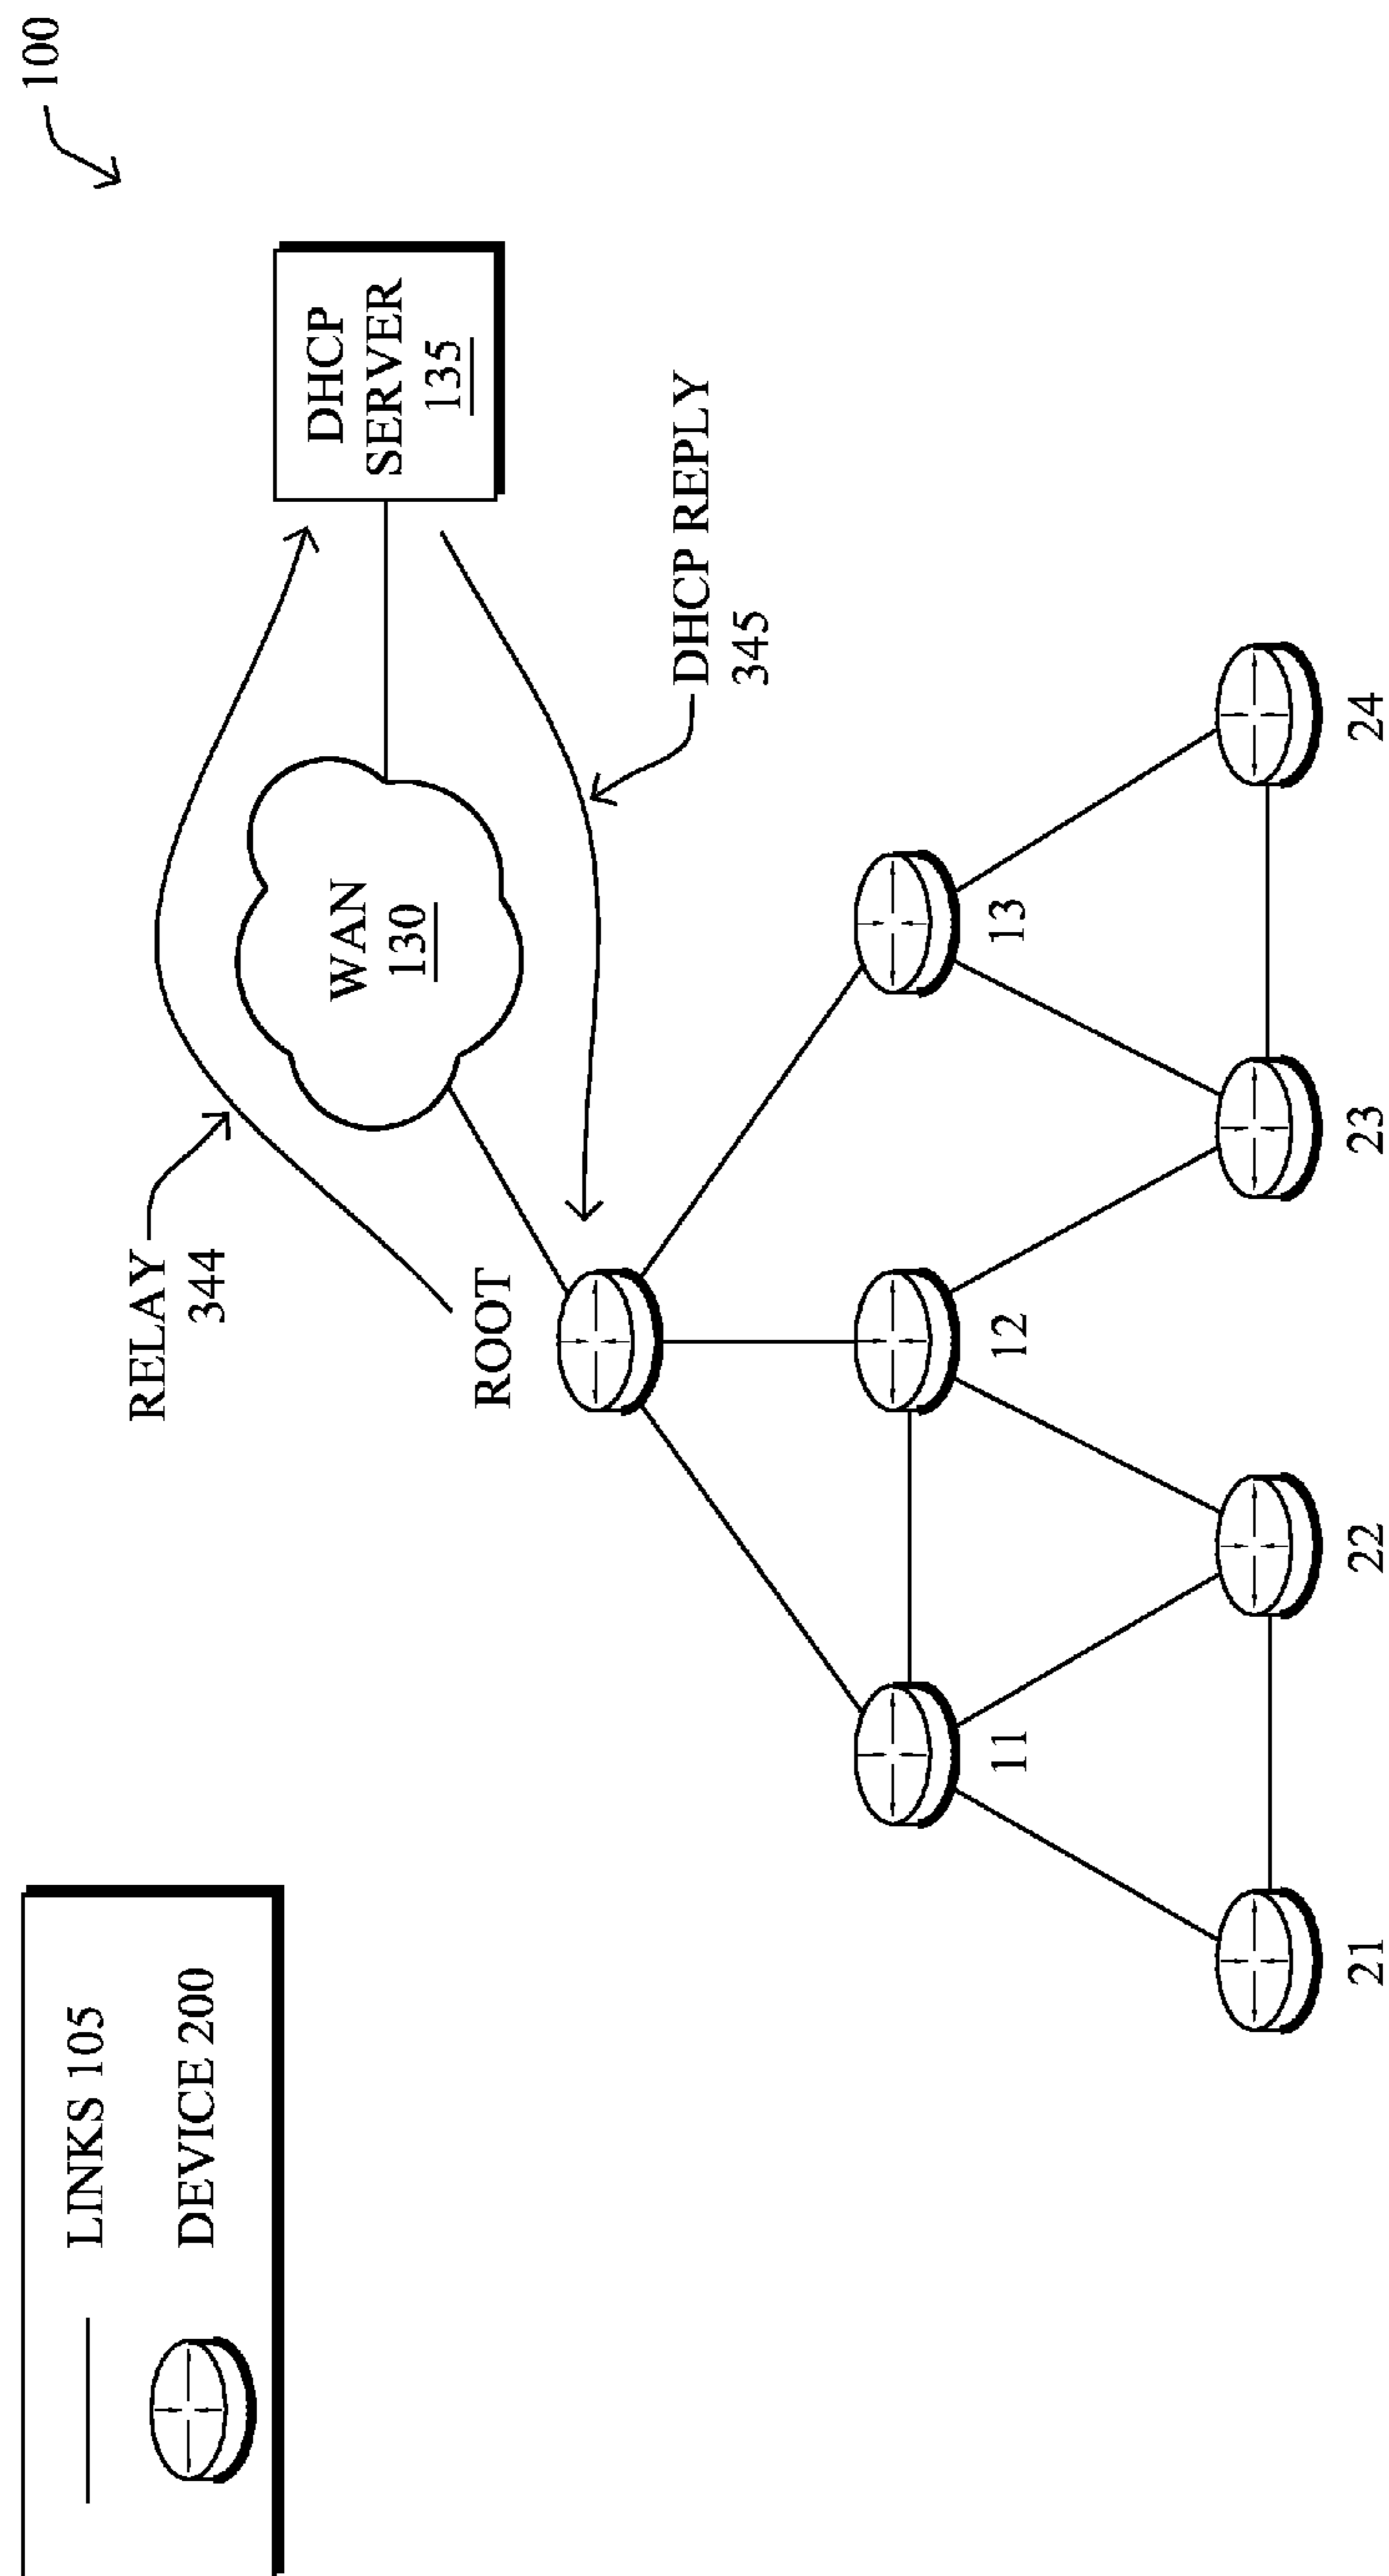 100
LINKS 105
DEVICE 200
RELAY
344
WAN
130
DHCP
SERVER
135
ROOT
DHCP REPLY
345
11
12
13
21
22
23
24